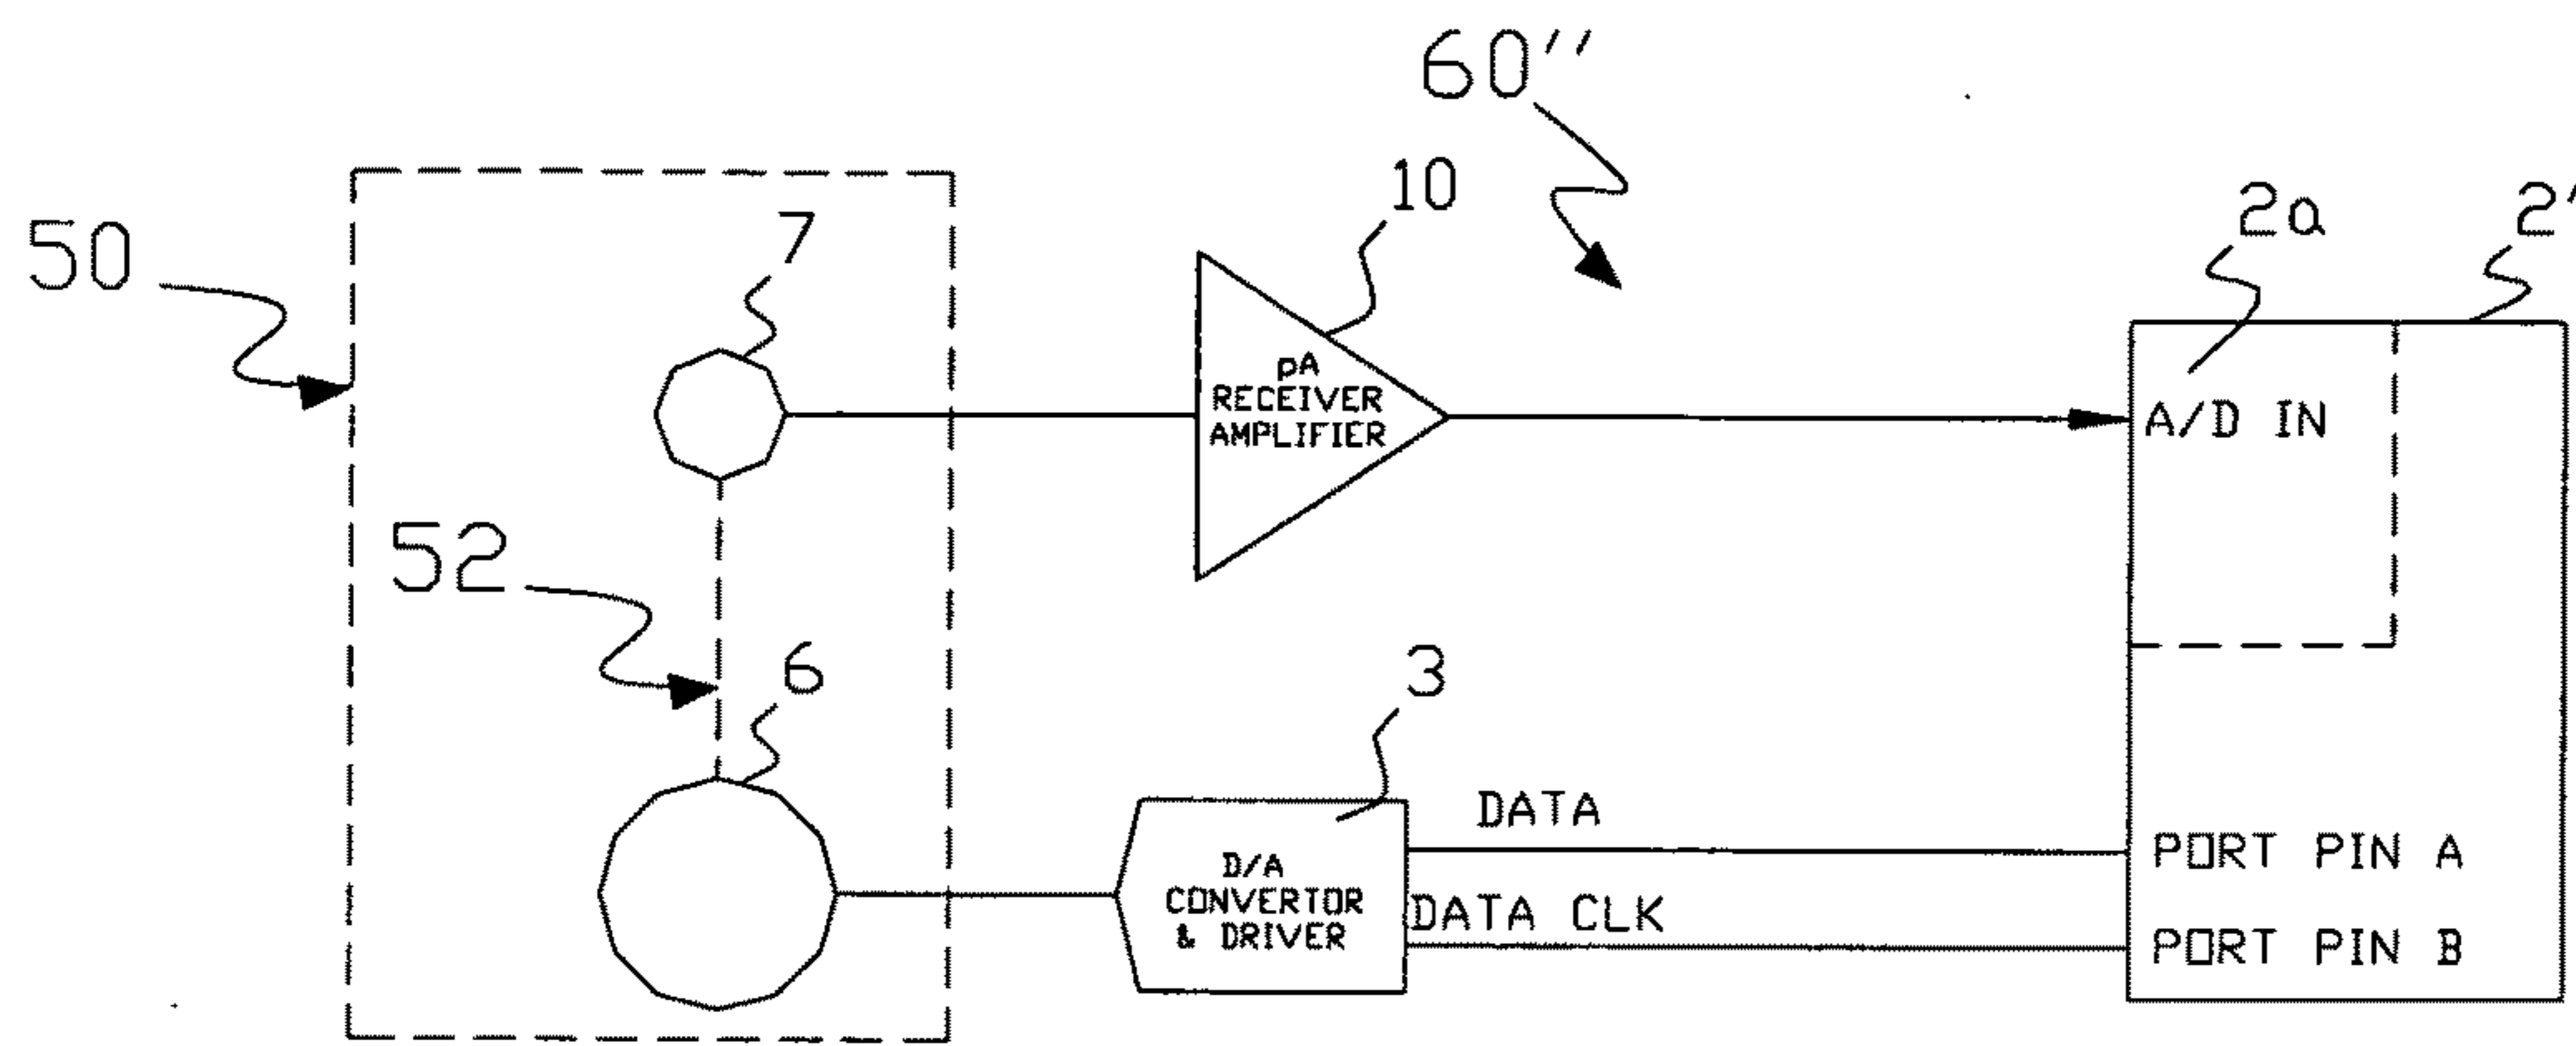 60''
10
2a
2'
50
7
pA
RECEIVER
AMPLIFIER
A/D IN
52
6
3
DATA
D/A
CONVERTOR
& DRIVER
DATA CLK
PORT PIN A
PORT PIN B